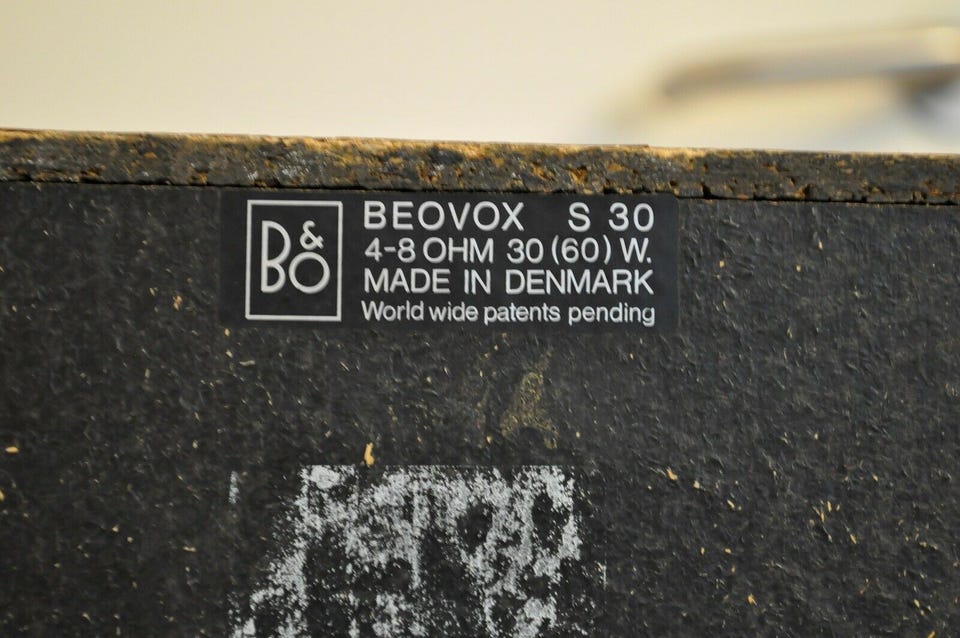 B&O
BEOVOX S 30
4-8 OHM 30 (60) W.
MADE IN DENMARK
World wide patents pending